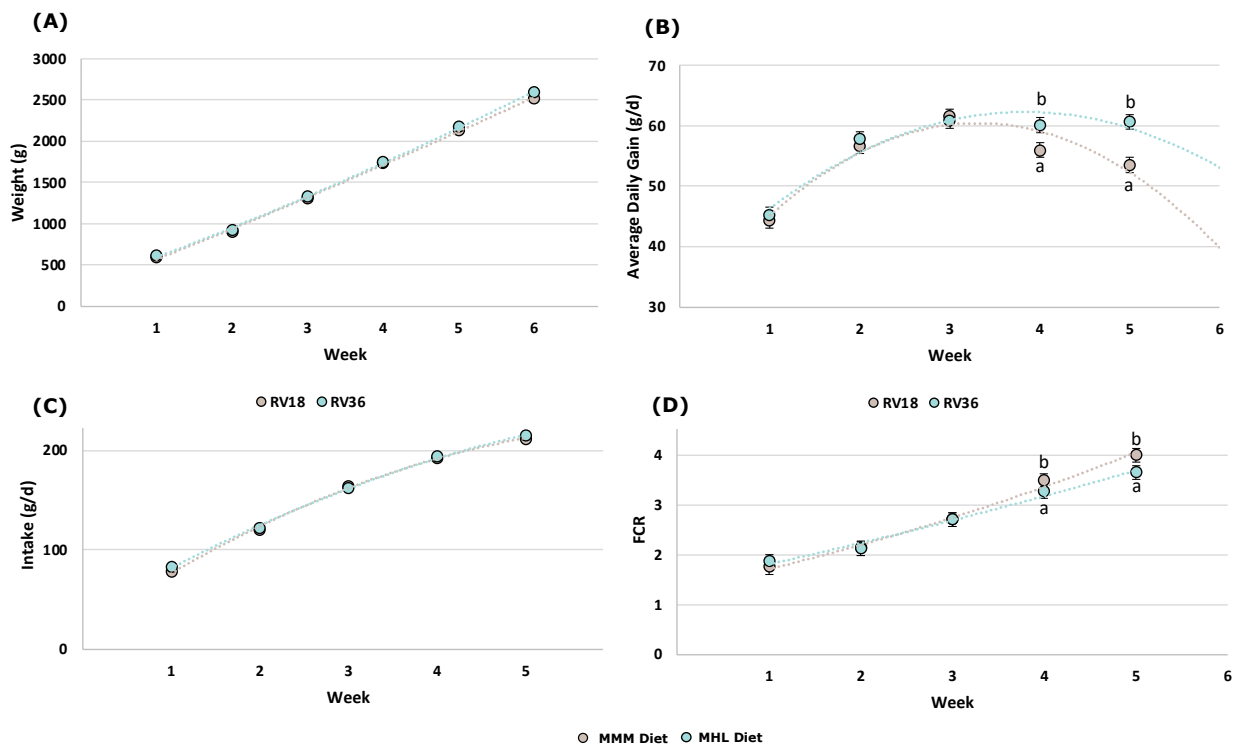 (A)
3000
2500
2000
1500
1000
500
0
Weight (g)
1 2 3 4 5 6
Week
RV18 RV36
(B)
70
60
50
40
30
Average Daily Gain (g/d)
b b
a a
1 2 3 4 5 6
Week
RV18 RV36
(C)
200
100
0
Intake (g/d)
1 2 3 4 5
Week
(D)
4
3
2
1
0
FCR
b b
a a
1 2 3 4 5 6
Week
MMM Diet MHL Diet